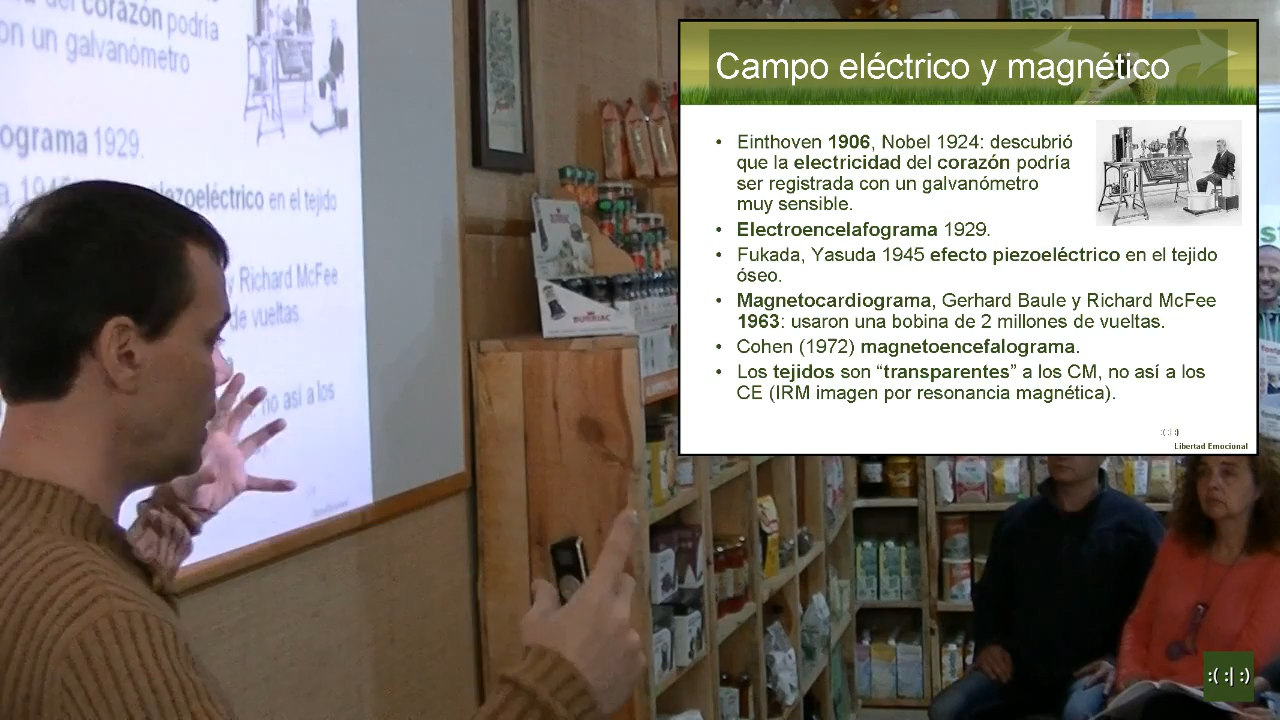 del corazón podría
on un galvanómetro
ograma 1929.
piezoeléctrico en el tejido
y Richard McFee
de vueltas.
no así a los
BURRIAC
Campo eléctrico y magnético
• Einthoven 1906, Nobel 1924: descubrió
que la electricidad del corazón podría
ser registrada con un galvanómetro
muy sensible.
• Electroencelafograma 1929.
• Fukada, Yasuda 1945 efecto piezoeléctrico en el tejido
óseo.
• Magnetocardiograma, Gerhard Baule y Richard McFee
1963: usaron una bobina de 2 millones de vueltas.
• Cohen (1972) magnetoencefalograma.
• Los tejidos son “transparentes” a los CM, no así a los
CE (IRM imagen por resonancia magnética).
:( :| :)
Libertad Emocional
:( :| :)